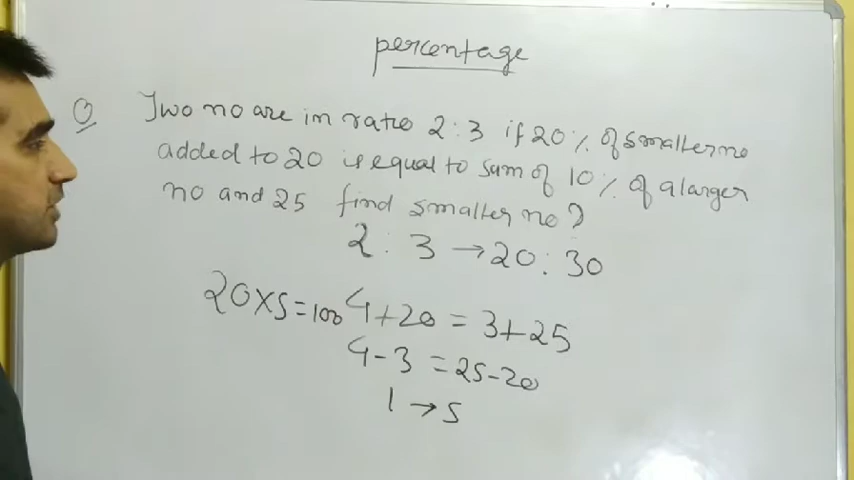 percentage
Q Two no are in ratio 2:3 if 20% of smaller no
added to 20 is equal to sum of 10% of a larger
no and 25 find smaller no?
2 : 3 → 20 : 30
20×5=100 4+20 = 3+25
4-3 = 25-20
1 → 5